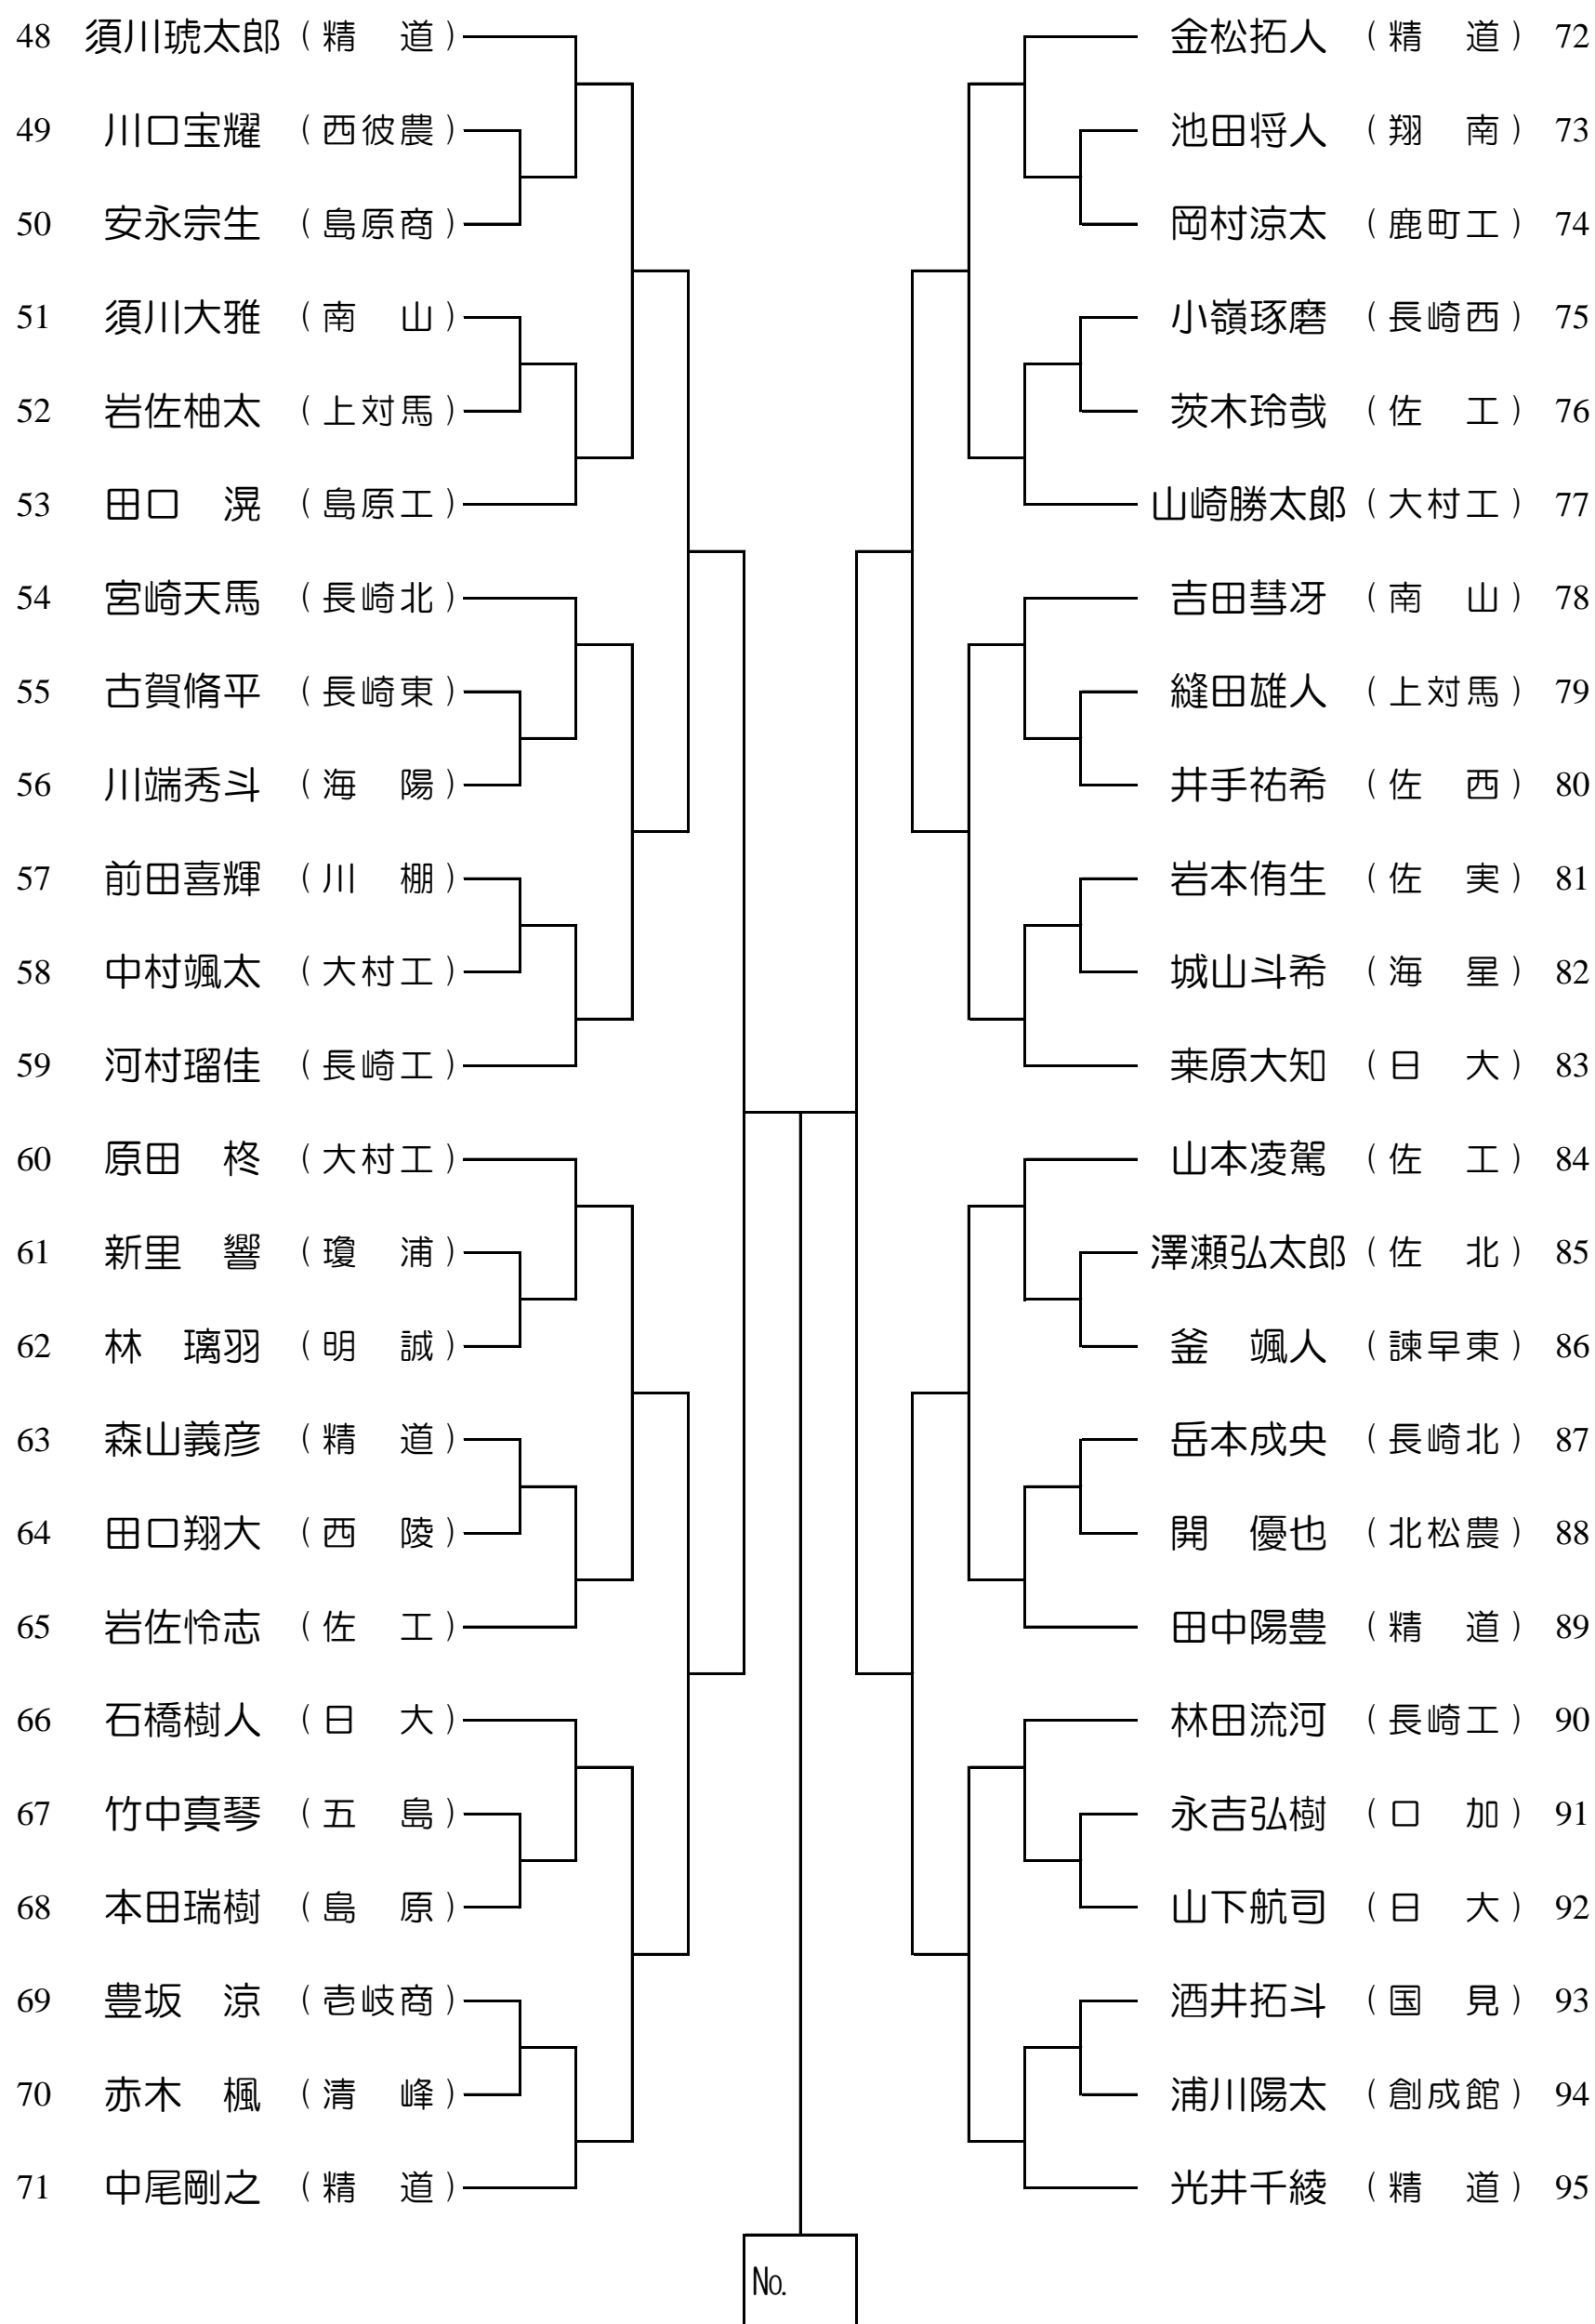 48 須川琥太郎 (精 道)
49 川口宝耀 (西彼農)
50 安永宗生 (島原商)
51 須川大雅 (南 山)
52 岩佐柚太 (上対馬)
53 田口 滉 (島原工)
54 宮崎天馬 (長崎北)
55 古賀脩平 (長崎東)
56 川端秀斗 (海 陽)
57 前田喜輝 (川 棚)
58 中村颯太 (大村工)
59 河村瑠佳 (長崎工)
60 原田 柊 (大村工)
61 新里 響 (瓊 浦)
62 林 璃羽 (明 誠)
63 森山義彦 (精 道)
64 田口翔大 (西 陵)
65 岩佐怜志 (佐 工)
66 石橋樹人 (日 大)
67 竹中真琴 (五 島)
68 本田瑞樹 (島 原)
69 豊坂 涼 (壱岐商)
70 赤木 楓 (清 峰)
71 中尾剛之 (精 道)
金松拓人 (精 道) 72
池田将人 (翔 南) 73
岡村涼太 (鹿町工) 74
小嶺琢磨 (長崎西) 75
茨木玲哉 (佐 工) 76
山崎勝太郎 (大村工) 77
吉田彗冴 (南 山) 78
縫田雄人 (上対馬) 79
井手祐希 (佐 西) 80
岩本侑生 (佐 実) 81
城山斗希 (海 星) 82
桒原大知 (日 大) 83
山本凌駕 (佐 工) 84
澤瀬弘太郎 (佐 北) 85
釜 颯人 (諫早東) 86
岳本成央 (長崎北) 87
開 優也 (北松農) 88
田中陽豊 (精 道) 89
林田流河 (長崎工) 90
永吉弘樹 (口 加) 91
山下航司 (日 大) 92
酒井拓斗 (国 見) 93
浦川陽太 (創成館) 94
光井千綾 (精 道) 95
No.